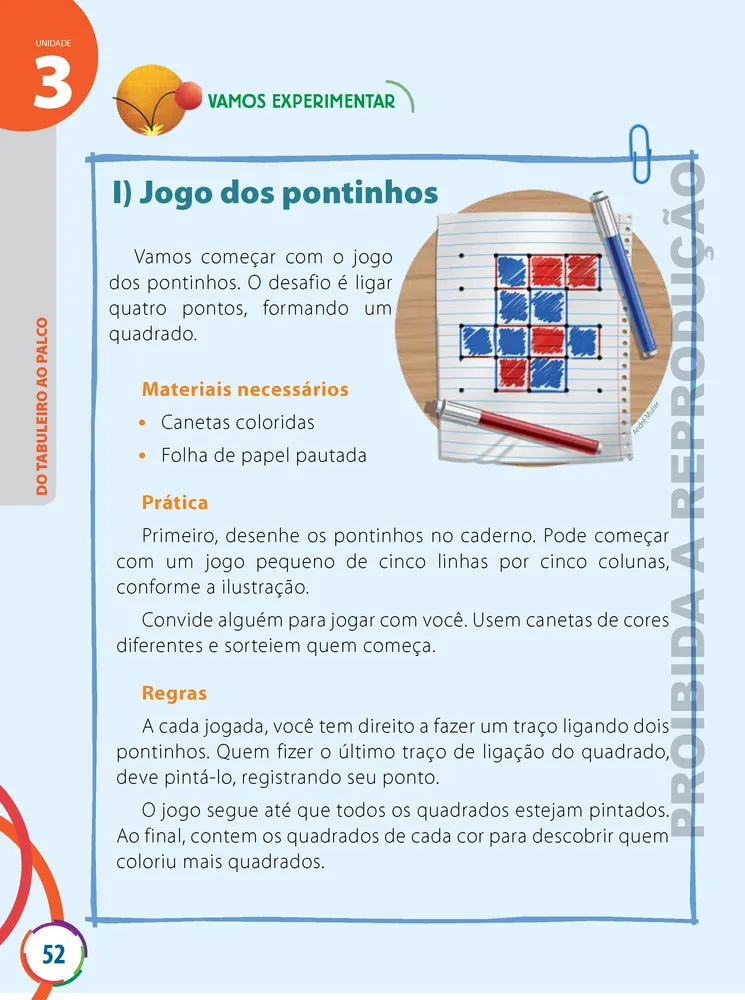 UNIDADE
3
VAMOS EXPERIMENTAR
I) Jogo dos pontinhos
Vamos começar com o jogo
dos pontinhos. O desafio é ligar
quatro pontos, formando um
quadrado.
Materiais necessários
• Canetas coloridas
• Folha de papel pautada
André Muller
Prática
Primeiro, desenhe os pontinhos no caderno. Pode começar
com um jogo pequeno de cinco linhas por cinco colunas,
conforme a ilustração.
Convide alguém para jogar com você. Usem canetas de cores
diferentes e sorteiem quem começa.
Regras
A cada jogada, você tem direito a fazer um traço ligando dois
pontinhos. Quem fizer o último traço de ligação do quadrado,
deve pintá-lo, registrando seu ponto.
O jogo segue até que todos os quadrados estejam pintados.
Ao final, contem os quadrados de cada cor para descobrir quem
coloriu mais quadrados.
DO TABULEIRO AO PALCO
PROIBIDA A REPRODUÇÃO
52